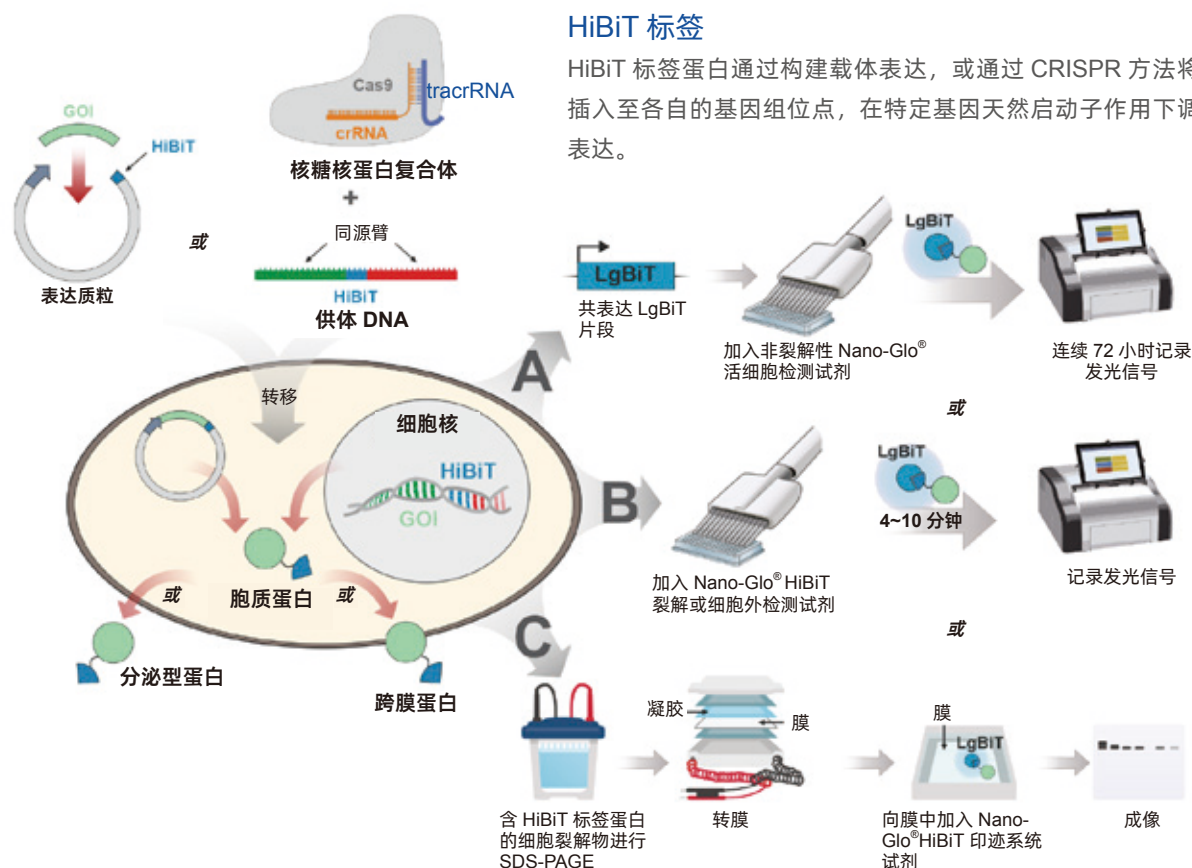 HiBiT 标签
HiBiT 标签蛋白通过构建载体表达，或通过 CRISPR 方法将
插入至各自的基因组位点，在特定基因天然启动子作用下调
表达。
GOI
HiBiT
表达质粒
或
Cas9
tracrRNA
crRNA
核糖核蛋白复合体
+
同源臂
HiBiT
供体 DNA
转移
细胞核
HiBiT
GOI
胞质蛋白
或
或
分泌型蛋白
跨膜蛋白
A
LgBiT
共表达 LgBiT
片段
加入非裂解性 Nano-Glo®
活细胞检测试剂
LgBiT
连续 72 小时记录
发光信号
或
B
加入 Nano-Glo® HiBiT
裂解或细胞外检测试剂
LgBiT
4~10 分钟
记录发光信号
或
C
含 HiBiT 标签蛋白
的细胞裂解物进行
SDS-PAGE
凝胶
膜
转膜
膜
LgBiT
向膜中加入 Nano-
Glo®HiBiT 印迹系统
试剂
成像